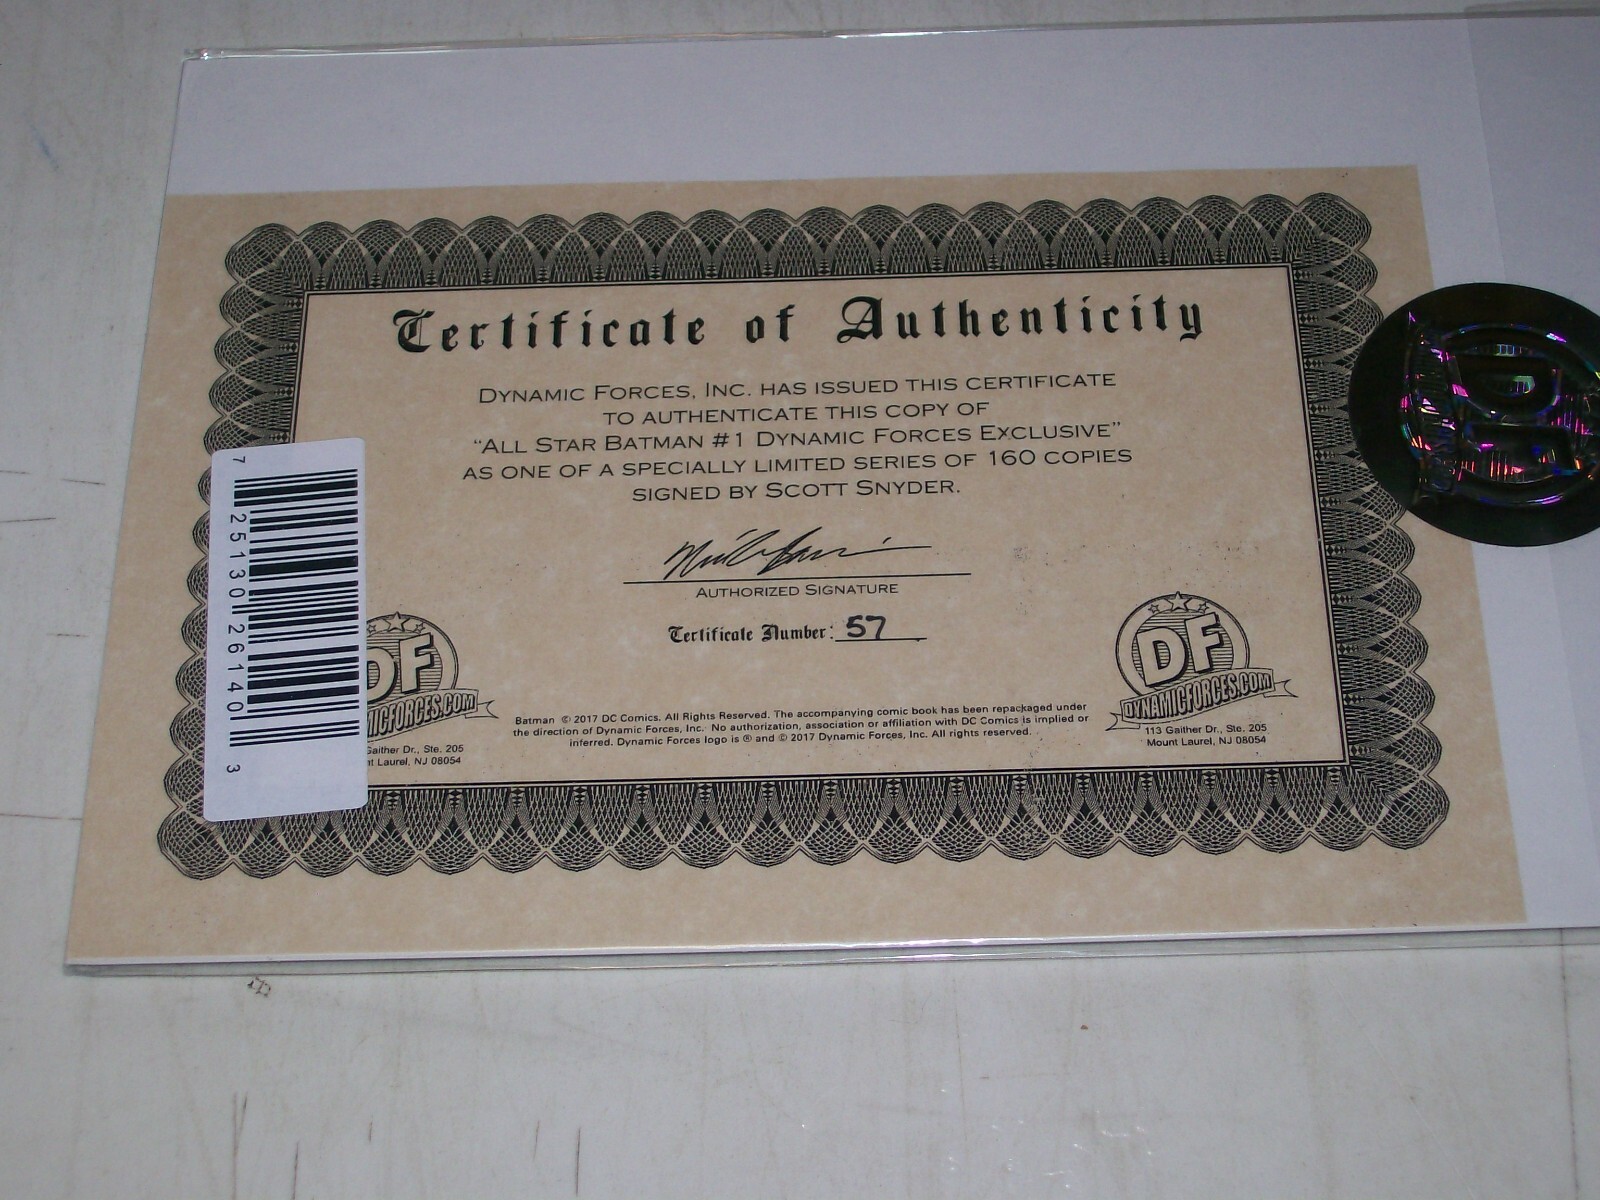 Certificate of Authenticity
DYNAMIC FORCES, INC. HAS ISSUED THIS CERTIFICATE
TO AUTHENTICATE THIS COPY OF
“ALL STAR BATMAN #1 DYNAMIC FORCES EXCLUSIVE”
AS ONE OF A SPECIALLY LIMITED SERIES OF 160 COPIES
SIGNED BY SCOTT SNYDER.
AUTHORIZED SIGNATURE
Certificate Number: 57
7 25130 26140 3
DF
DYNAMICFORCES.COM
113 Gaither Dr., Ste. 205
Mount Laurel, NJ 08054
Batman © 2017 DC Comics. All Rights Reserved. The accompanying comic book has been repackaged under
the direction of Dynamic Forces, Inc. No authorization, association or affiliation with DC Comics is implied or
inferred. Dynamic Forces logo is ® and © 2017 Dynamic Forces, Inc. All rights reserved.
DF
MICFORCES.COM
Gaither Dr., Ste. 205
nt Laurel, NJ 08054